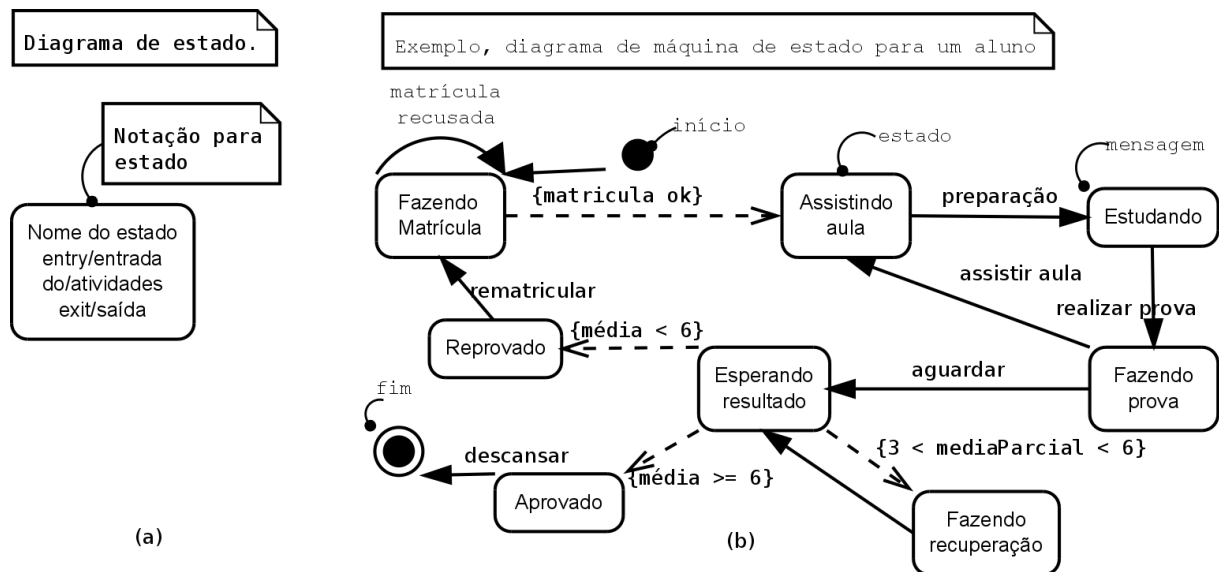 Diagrama de estado.
Notação para
estado
Nome do estado
entry/entrada
do/atividades
exit/saída
(a)
Exemplo, diagrama de máquina de estado para um aluno
matrícula
recusada
início
estado
mensagem
Fazendo
Matrícula
{matricula ok}
Assistindo
aula
preparação
Estudando
assistir aula
realizar prova
rematricular
{média < 6}
Reprovado
Esperando
resultado
aguardar
Fazendo
prova
fim
descansar
{média >= 6}
{3 < mediaParcial < 6}
Aprovado
Fazendo
recuperação
(b)